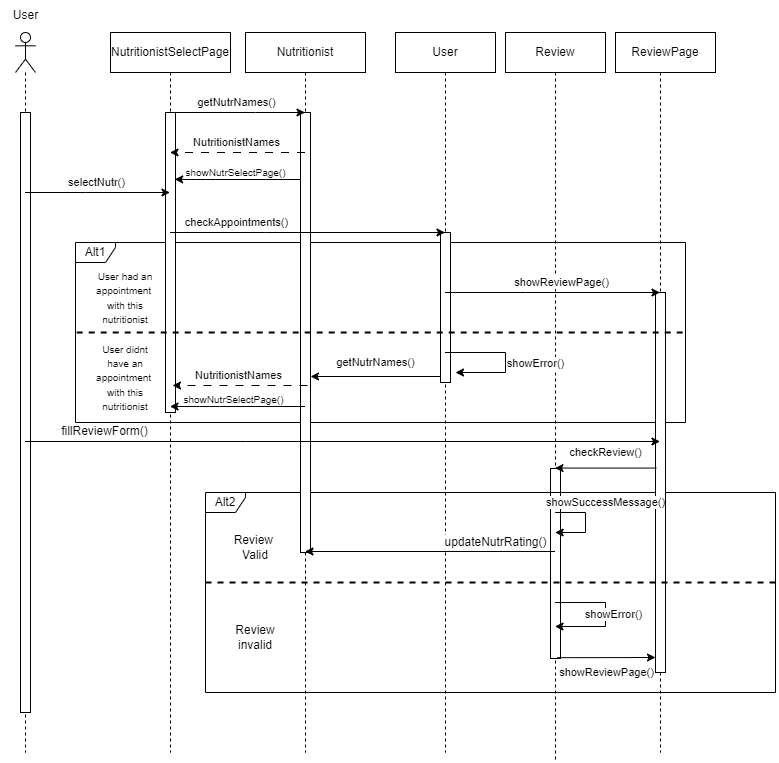 User
NutritionistSelectPage
Nutritionist
User
Review
ReviewPage
getNutrNames()
NutritionistNames
showNutrSelectPage()
selectNutr()
checkAppointments()
Alt1
User had an
appointment
with this
nutritionist
showReviewPage()
User didnt
have an
appointment
with this
nutritionist
showError()
getNutrNames()
NutritionistNames
showNutrSelectPage()
fillReviewForm()
checkReview()
Alt2
showSuccessMessage()
Review
Valid
updateNutrRating()
showError()
Review
invalid
showReviewPage()